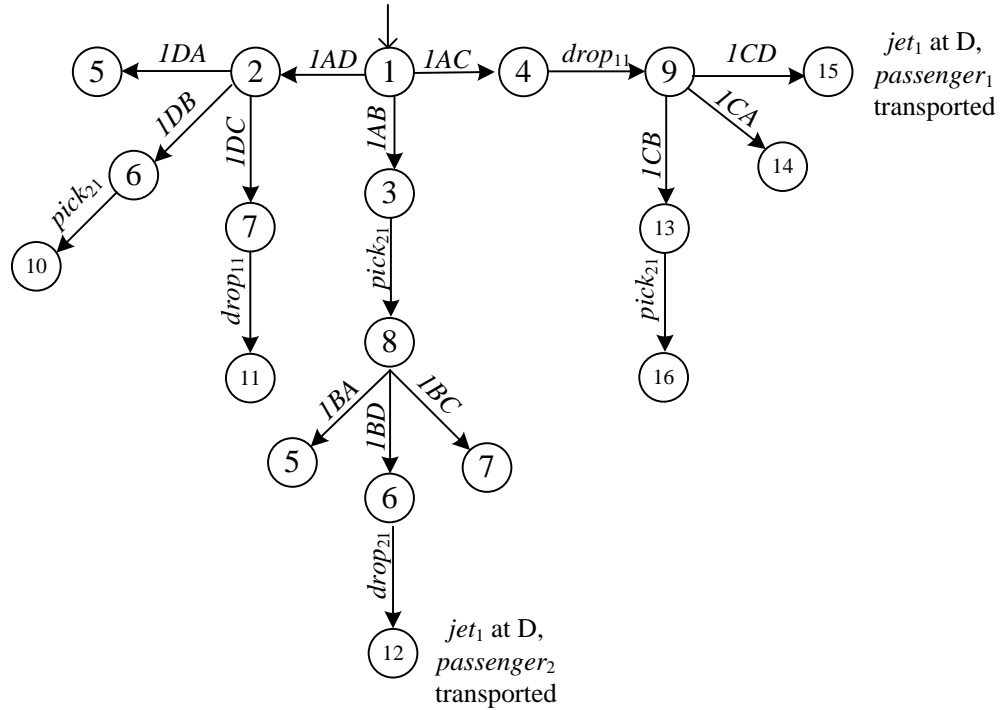 5
1DA
2
1AD
1
1AC
4
drop11
9
1CD
15
jet1 at D,
passenger1
transported
1DB
1DC
1AB
1CB
1CA
14
6
3
pick21
10
7
13
drop11
pick21
pick21
8
11
16
1BA
1BD
1BC
5
7
6
drop21
12
jet1 at D,
passenger2
transported